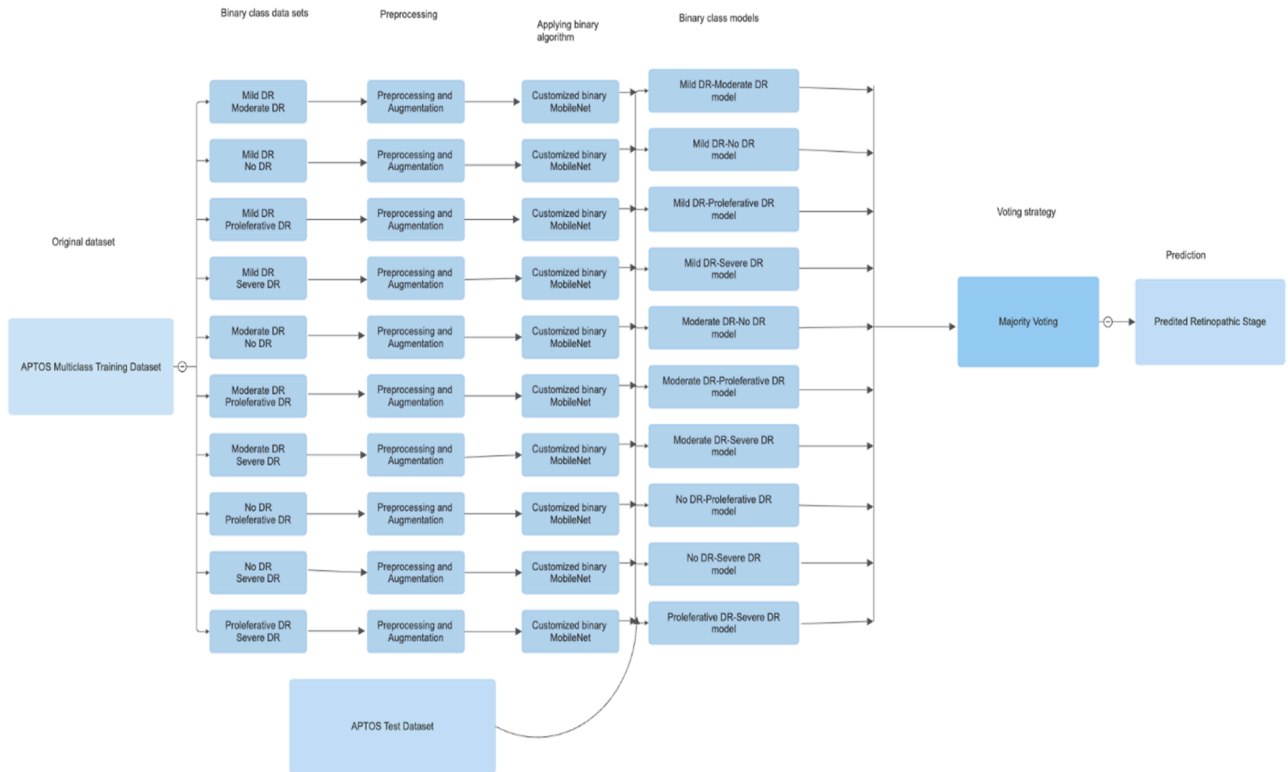 Binary class data sets
Preprocessing
Applying binary
algorithm
Binary class models
Mild DR
Moderate DR
Preprocessing and
Augmentation
Customized binary
MobileNet
Mild DR-Moderate DR
model
Mild DR
No DR
Preprocessing and
Augmentation
Customized binary
MobileNet
Mild DR-No DR
model
Mild DR
Proleferative DR
Preprocessing and
Augmentation
Customized binary
MobileNet
Mild DR-Proleferative DR
model
Voting strategy
Original dataset
Mild DR
Severe DR
Preprocessing and
Augmentation
Customized binary
MobileNet
Mild DR-Severe DR
model
Prediction
Moderate DR
No DR
Preprocessing and
Augmentation
Customized binary
MobileNet
Moderate DR-No DR
model
Majority Voting
Predited Retinopathic Stage
APTOS Multiclass Training Dataset
Moderate DR
Proleferative DR
Preprocessing and
Augmentation
Customized binary
MobileNet
Moderate DR-Proleferative DR
model
Moderate DR
Severe DR
Preprocessing and
Augmentation
Customized binary
MobileNet
Moderate DR-Severe DR
model
No DR
Proleferative DR
Preprocessing and
Augmentation
Customized binary
MobileNet
No DR-Proleferative DR
model
No DR
Severe DR
Preprocessing and
Augmentation
Customized binary
MobileNet
No DR-Severe DR
model
Proleferative DR
Severe DR
Preprocessing and
Augmentation
Customized binary
MobileNet
Proleferative DR-Severe DR
model
APTOS Test Dataset